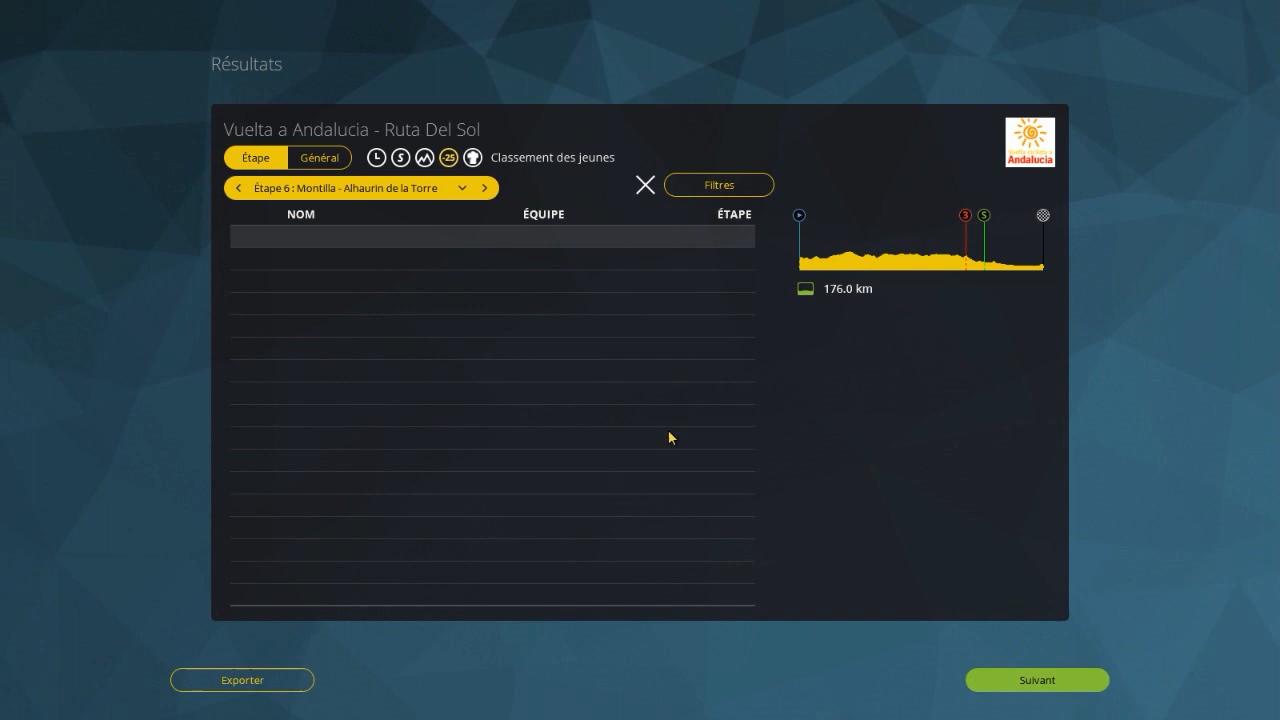 Résultats
Vuelta a Andalucia - Ruta Del Sol
Étape Général L S -25 Classement des jeunes
Étape 6 : Montilla - Alhaurin de la Torre
Filtres
NOM ÉQUIPE ÉTAPE
3 S
176.0 km
Andalucia
Exporter
Suivant